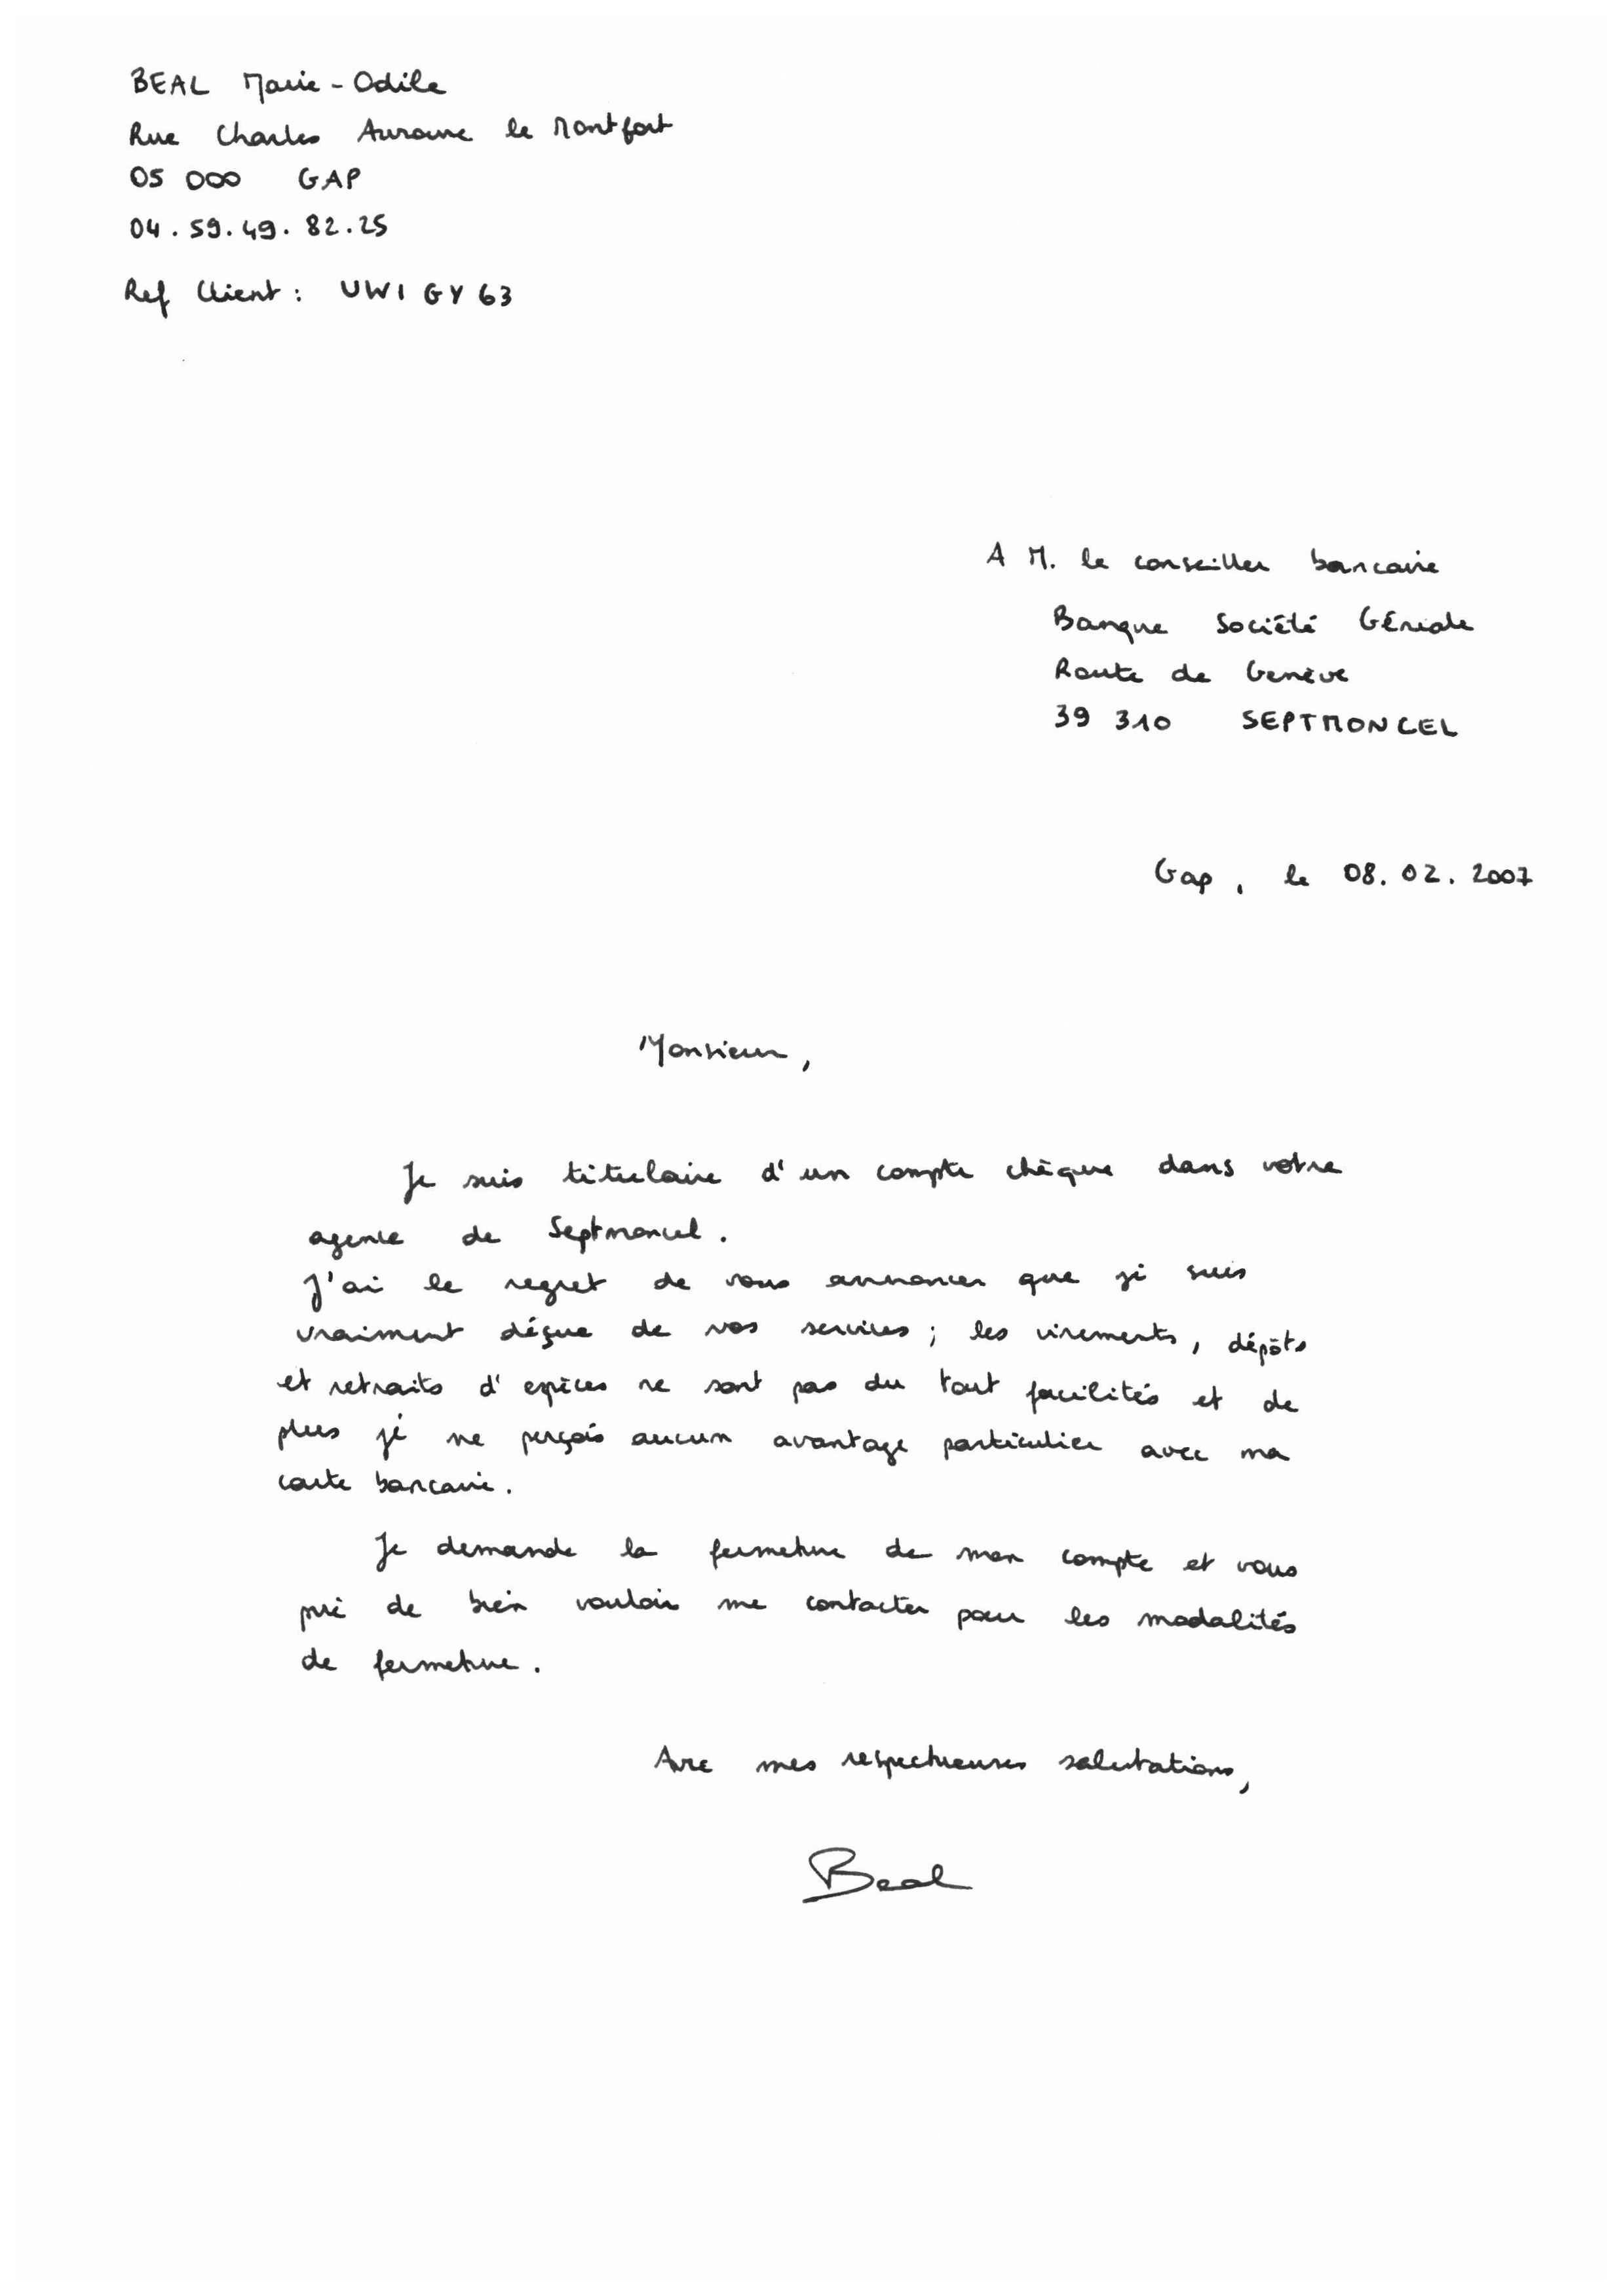 BEAL Marie-Odile
Rue Charles Aurouze le Montfort
05 000 GAP
04.59.49.82.25
Ref Client : UWIGY63
A M. le conseiller bancaire
Banque Société Générale
Route de Genève
39 310 SEPTMONCEL
Gap, le 08.02.2007
Monsieur,
Je suis titulaire d'un compte chèque dans votre
agence de Septmoncel.
J'ai le regret de vous annoncer que je suis
vraiment déçue de vos services ; les virements, dépôts
et retraits d'espèces ne sont pas du tout facilités et de
plus je ne perçois aucun avantage particulier avec ma
carte bancaire.
Je demande la fermeture de mon compte et vous
prie de bien vouloir me contacter pour les modalités
de fermeture.
Avec mes respectueuses salutations,
Beal